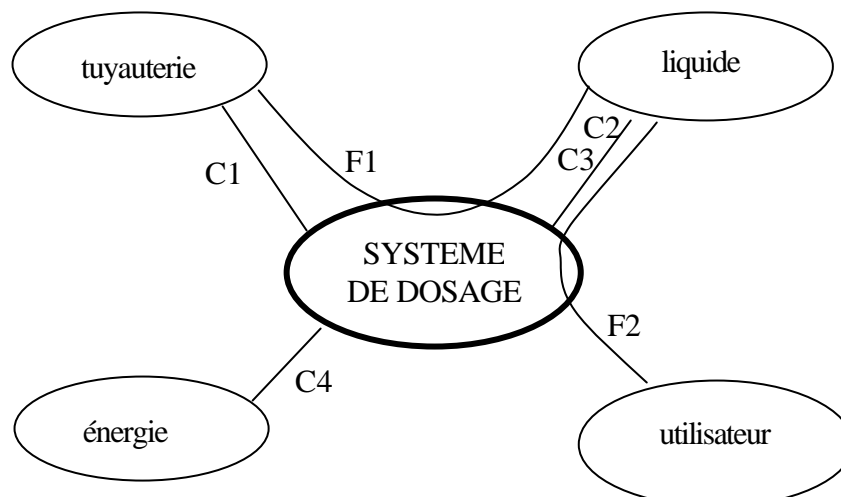 tuyauterie
liquide
C2
F1
C3
C1
SYSTEME
DE DOSAGE
F2
C4
énergie
utilisateur